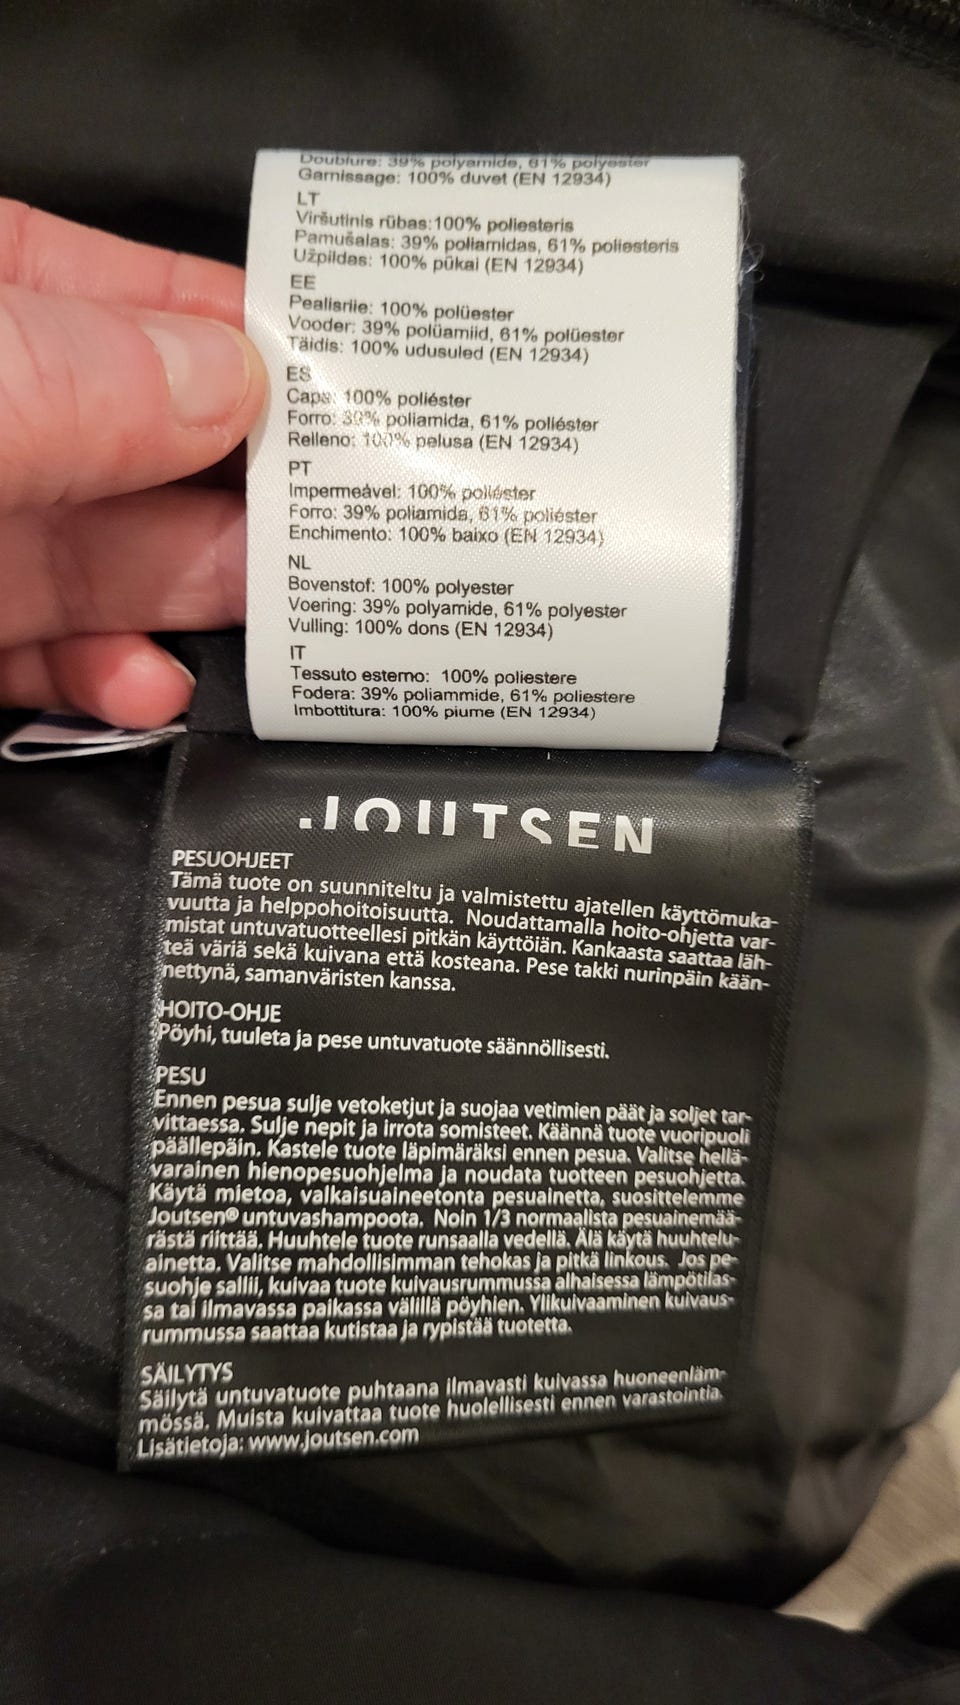 Doublure: 39% polyamide, 61% polyester
Garnissage: 100% duvet (EN 12934)
LT
Viršutinis rūbas:100% poliesteris
Pamušalas: 39% poliamidas, 61% poliesteris
Užpildas: 100% pūkai (EN 12934)
EE
Pealisriie: 100% polüester
Vooder: 39% polüamiid, 61% polüester
Täidis: 100% udusuled (EN 12934)
ES
Capa: 100% poliéster
Forro: 39% poliamida, 61% poliéster
Relleno: 100% pelusa (EN 12934)
PT
Impermeável: 100% poliéster
Forro: 39% poliamida, 61% poliéster
Enchimento: 100% baixo (EN 12934)
NL
Bovenstof: 100% polyester
Voering: 39% polyamide, 61% polyester
Vulling: 100% dons (EN 12934)
IT
Tessuto esterno: 100% poliestere
Fodera: 39% poliammide, 61% poliestere
Imbottitura: 100% piume (EN 12934)
JOUTSEN
PESUOHJEET
Tämä tuote on suunniteltu ja valmistettu ajatellen käyttömuka-
vuutta ja helppohoitoisuutta. Noudattamalla hoito-ohjetta var-
mistat untuvatuotteellesi pitkän käyttöiän. Kankaasta saattaa läh-
teä väriä sekä kuivana että kosteana. Pese takki nurinpäin kään-
nettynä, samanväristen kanssa.
HOITO-OHJE
Pöyhi, tuuleta ja pese untuvatuote säännöllisesti.
PESU
Ennen pesua sulje vetoketjut ja suojaa vetimien päät ja soljet tar-
vittaessa. Sulje nepit ja irrota somisteet. Käännä tuote vuoripuoli
päällepäin. Kastele tuote läpimäräksi ennen pesua. Valitse hellä-
varainen hienopesuohjelma ja noudata tuotteen pesuohjetta.
Käytä mietoa, valkaisuaineetonta pesuainetta, suosittelemme
Joutsen® untuvashampoota. Noin 1/3 normaalista pesuainemää-
rästä riittää. Huuhtele tuote runsaalla vedellä. Älä käytä huuhtelu-
ainetta. Valitse mahdollisimman tehokas ja pitkä linkous. Jos pe-
suohje sallii, kuivaa tuote kuivausrummussa alhaisessa lämpötilas-
sa tai ilmavassa paikassa välillä pöyhien. Ylikuivaaminen kuivaus-
rummussa saattaa kutistaa ja rypistää tuotetta.
SÄILYTYS
Säilytä untuvatuote puhtaana ilmavasti kuivassa huoneenläm-
mössä. Muista kuivattaa tuote huolellisesti ennen varastointia.
Lisätietoja: www.joutsen.com